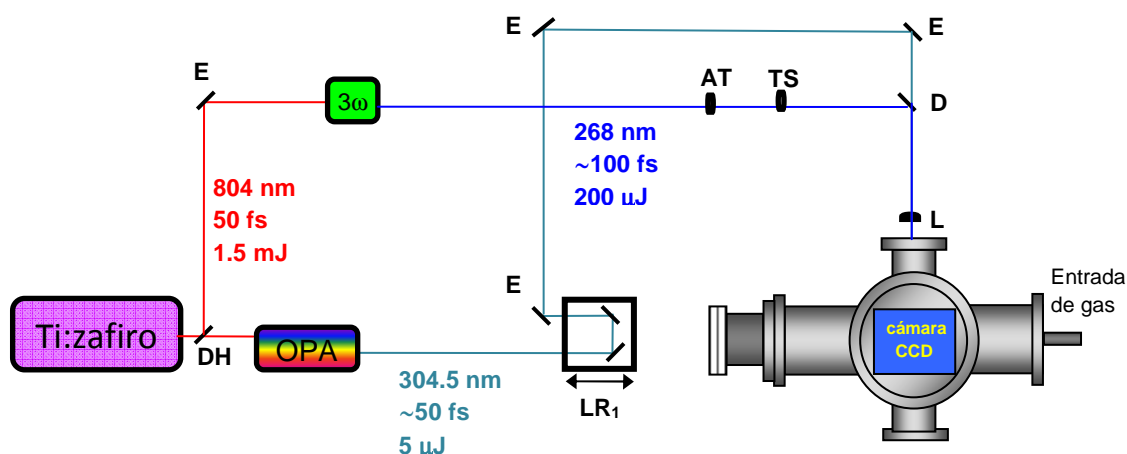 E
E
E
AT
TS
3ω
D
268 nm
~100 fs
200 µJ
804 nm
50 fs
1.5 mJ
L
E
Entrada
de gas
Ti:zafiro
DH
OPA
cámara
CCD
304.5 nm
~50 fs
5 µJ
LR₁